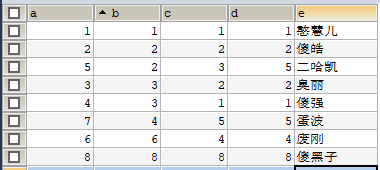 a b c d e
1 1 1 1 憨慧儿
2 2 2 2 傻皓
5 2 3 5 二哈凯
3 3 2 2 臭丽
4 3 1 1 傻强
7 4 5 5 蛋波
6 6 4 4 废刚
8 8 8 8 傻黑子